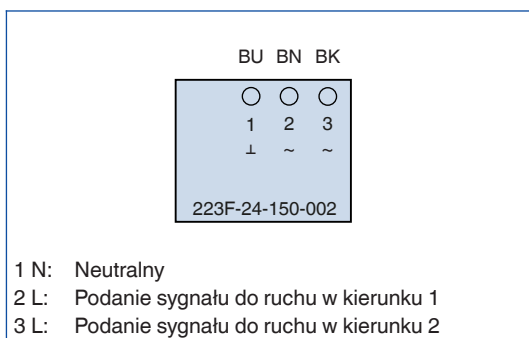 BU BN BK
1 2 3
⊥ ~ ~
223F-24-150-002
1 N: Neutralny
2 L: Podanie sygnału do ruchu w kierunku 1
3 L: Podanie sygnału do ruchu w kierunku 2